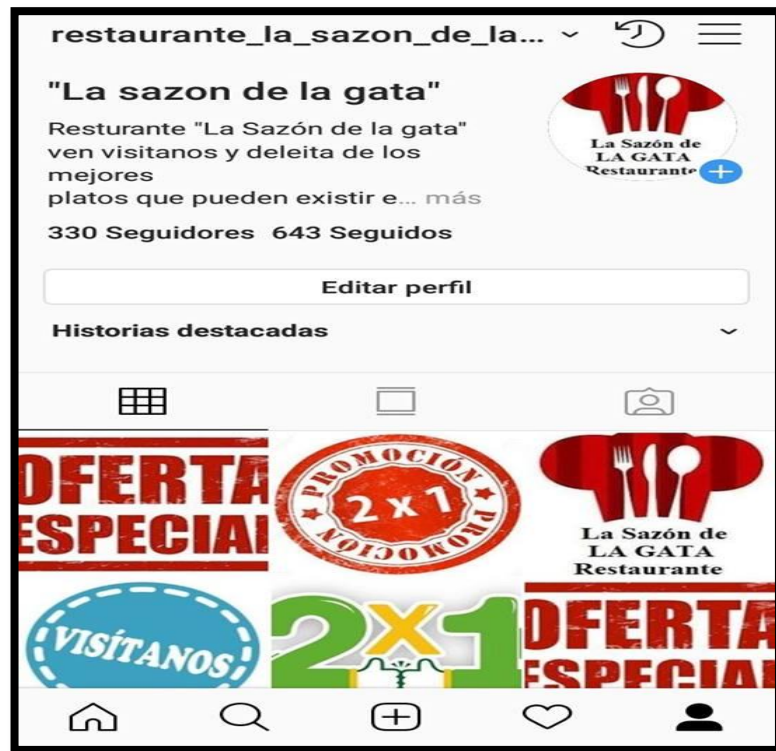 restaurante_la_sazon_de_la...
"La sazon de la gata"
Resturante "La Sazón de la gata"
ven visitanos y deleita de los
mejores
platos que pueden existir e... más
330 Seguidores 643 Seguidos
La Sazón de
LA GATA
Restaurante
Editar perfil
Historias destacadas
OFERTA
ESPECIAL
PROMOCIÓN
2 x 1
PROMOCIÓN
La Sazón de
LA GATA
Restaurante
VISÍTANOS
2X1
OFERTA
ESPECIAL